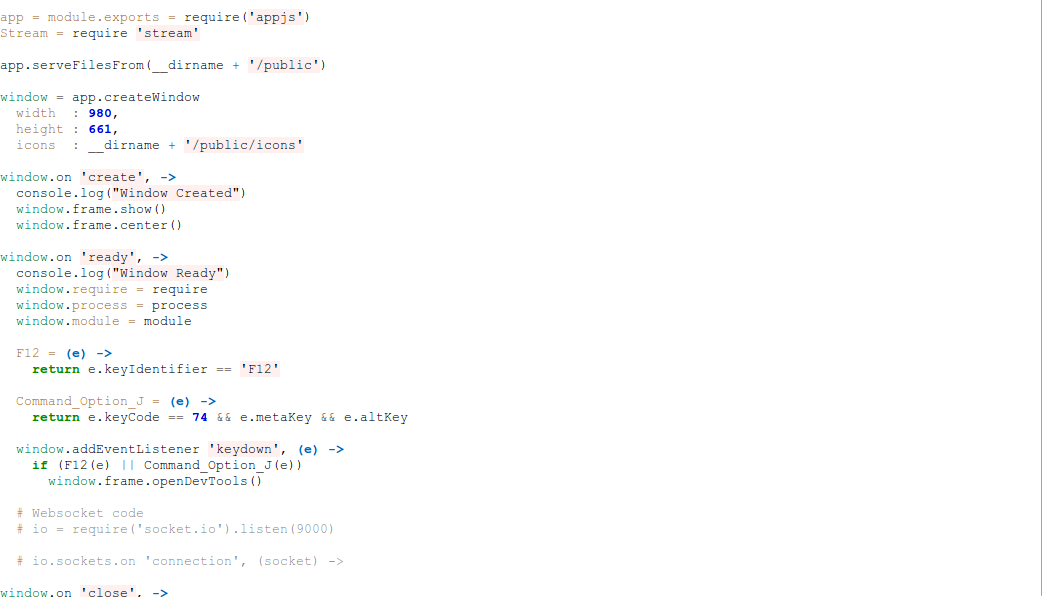 app = module.exports = require('appjs')
Stream = require 'stream'

app.serveFilesFrom(__dirname + '/public')

window = app.createWindow
  width  : 980,
  height : 661,
  icons  : __dirname + '/public/icons'

window.on 'create', ->
  console.log("Window Created")
  window.frame.show()
  window.frame.center()

window.on 'ready', ->
  console.log("Window Ready")
  window.require = require
  window.process = process
  window.module = module

  F12 = (e) ->
    return e.keyIdentifier == 'F12'

  Command_Option_J = (e) ->
    return e.keyCode == 74 && e.metaKey && e.altKey

  window.addEventListener 'keydown', (e) ->
    if (F12(e) || Command_Option_J(e))
      window.frame.openDevTools()

  # Websocket code
  # io = require('socket.io').listen(9000)

  # io.sockets.on 'connection', (socket) ->

window.on 'close', ->